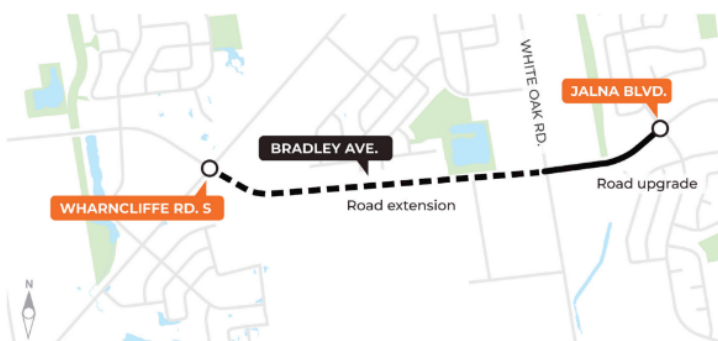 WHITE OAK RD.
JALNA BLVD.
BRADLEY AVE.
Road upgrade
WHARNCLIFFE RD. S
Road extension
N